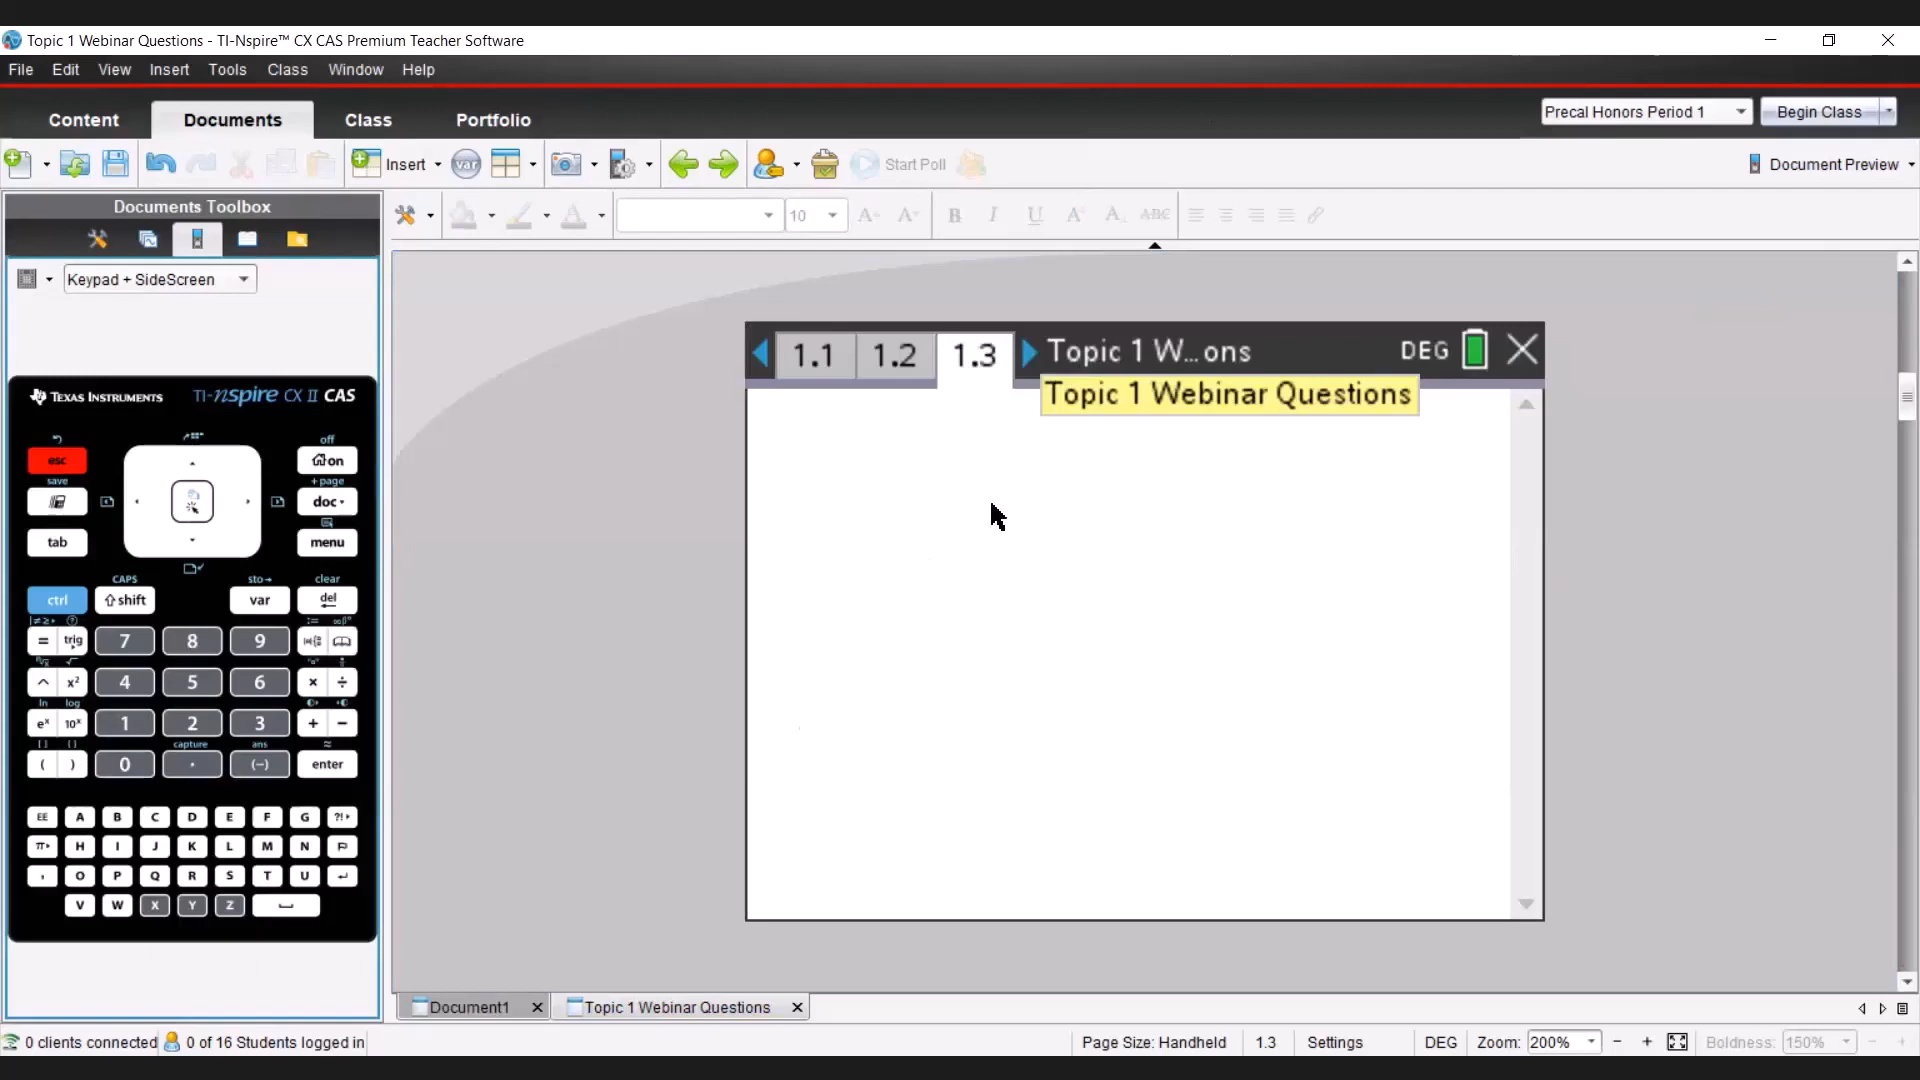 Topic 1 Webinar Questions - TI-Nspire™ CX CAS Premium Teacher Software
File Edit View Insert Tools Class Window Help
Content Documents Class Portfolio
Precal Honors Period 1 Begin Class
Insert var Start Poll Document Preview
Documents Toolbox
10 B I U A A ABC
Keypad + SideScreen
1.1 1.2 1.3 Topic 1 W...ons DEG
Topic 1 Webinar Questions
TEXAS INSTRUMENTS TI-nspire CX II CAS
off
esc on
save + page
doc
tab menu
CAPS sto→ clear
ctrl shift var del
= trig 7 8 9
^ x² 4 5 6 × ÷
ln log
eˣ 10ˣ 1 2 3 + −
[ ] { } capture ans ≈
( ) 0 . (−) enter
EE A B C D E F G ?!
π H I J K L M N
, O P Q R S T U
V W X Y Z
Document1 Topic 1 Webinar Questions
0 clients connected 0 of 16 Students logged in Page Size: Handheld 1.3 Settings DEG Zoom: 200% - + Boldness: 150% - +